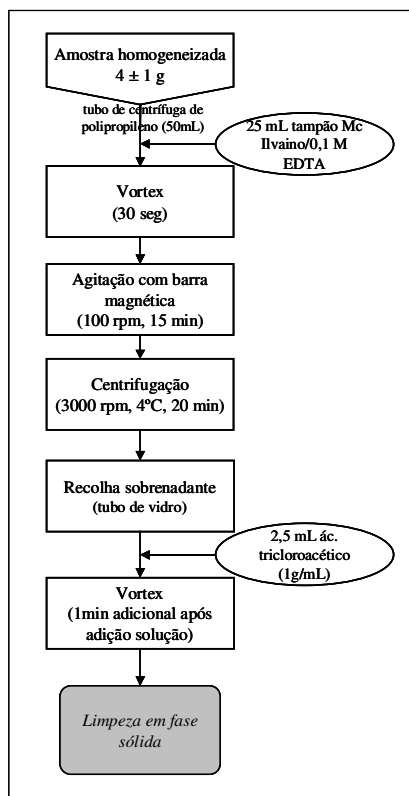 Amostra homogeneizada
4 ± 1 g
tubo de centrífuga de
polipropileno (50mL)
25 mL tampão Mc
Ilvaino/0,1 M
EDTA
Vortex
(30 seg)
Agitação com barra
magnética
(100 rpm, 15 min)
Centrifugação
(3000 rpm, 4ºC, 20 min)
Recolha sobrenadante
(tubo de vidro)
2,5 mL ác.
tricloroacético
(1g/mL)
Vortex
(1min adicional após
adição solução)
Limpeza em fase
sólida